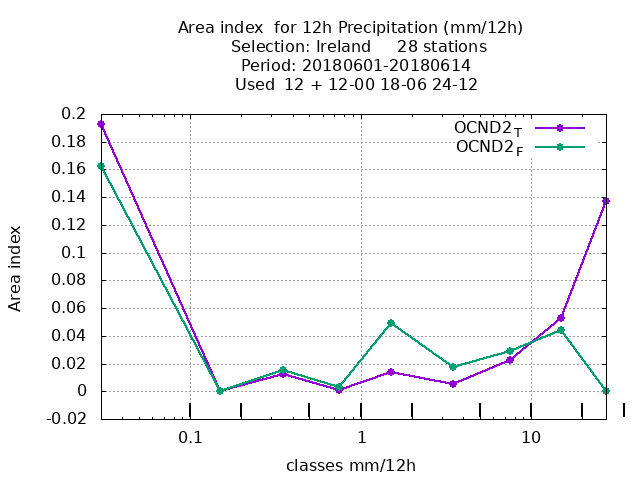 Area index  for 12h Precipitation (mm/12h)
Selection: Ireland     28 stations
Period: 20180601-20180614
Used  12 + 12-00 18-06 24-12
OCND2T
OCND2F
0.2
0.18
0.16
0.14
0.12
0.1
0.08
0.06
0.04
0.02
0
-0.02
Area index
0.1 1 10
classes mm/12h